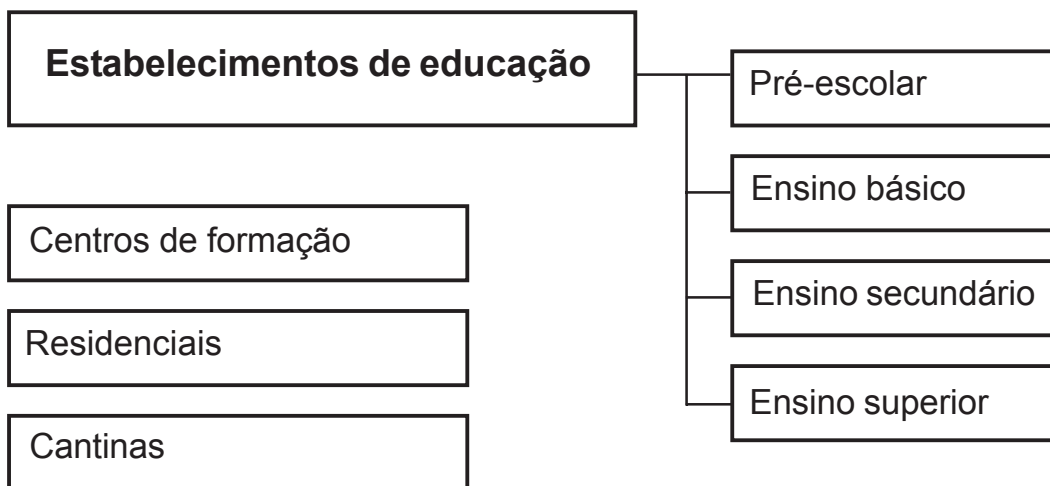 Estabelecimentos de educação
Pré-escolar
Ensino básico
Ensino secundário
Ensino superior
Centros de formação
Residenciais
Cantinas